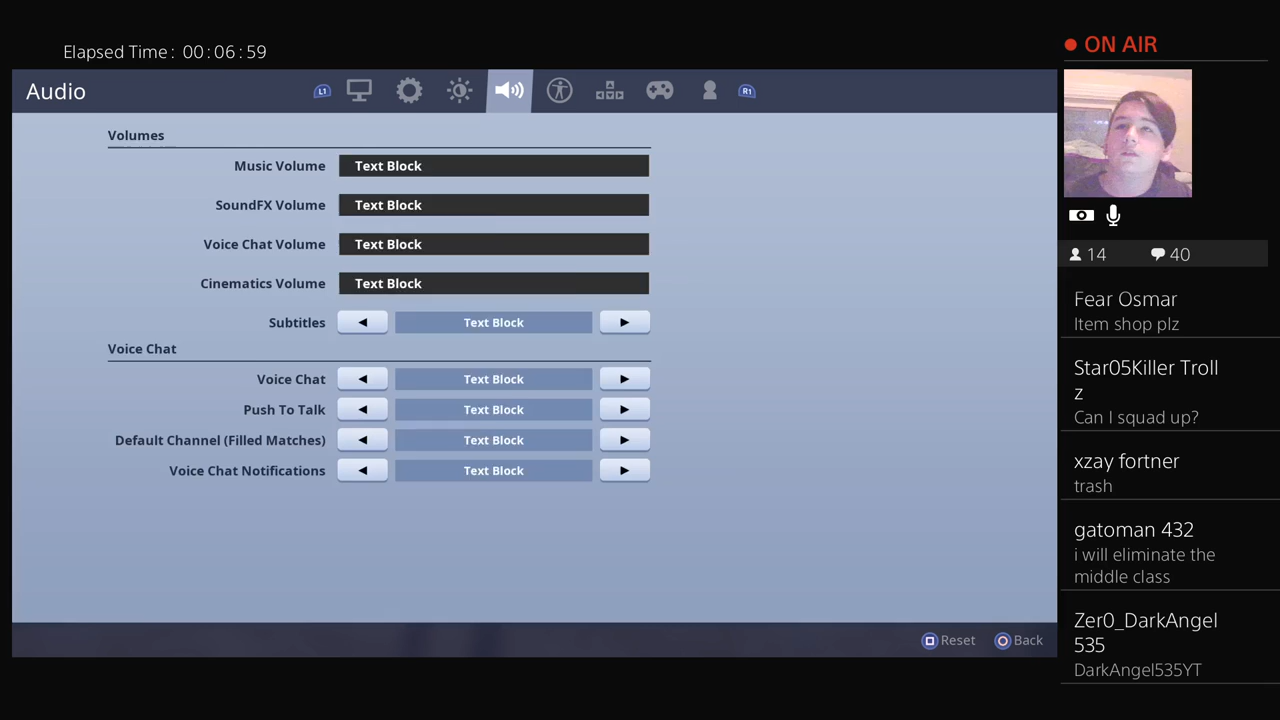 Elapsed Time: 00:06:59
ON AIR
Audio
L1
R1
Volumes
Music Volume
Text Block
SoundFX Volume
Text Block
Voice Chat Volume
Text Block
Cinematics Volume
Text Block
Subtitles
Text Block
Voice Chat
Voice Chat
Text Block
Push To Talk
Text Block
Default Channel (Filled Matches)
Text Block
Voice Chat Notifications
Text Block
Reset
Back
14
40
Fear Osmar
Item shop plz
Star05Killer Troll
z
Can I squad up?
xzay fortner
trash
gatoman 432
i will eliminate the
middle class
Zer0_DarkAngel
535
DarkAngel535YT